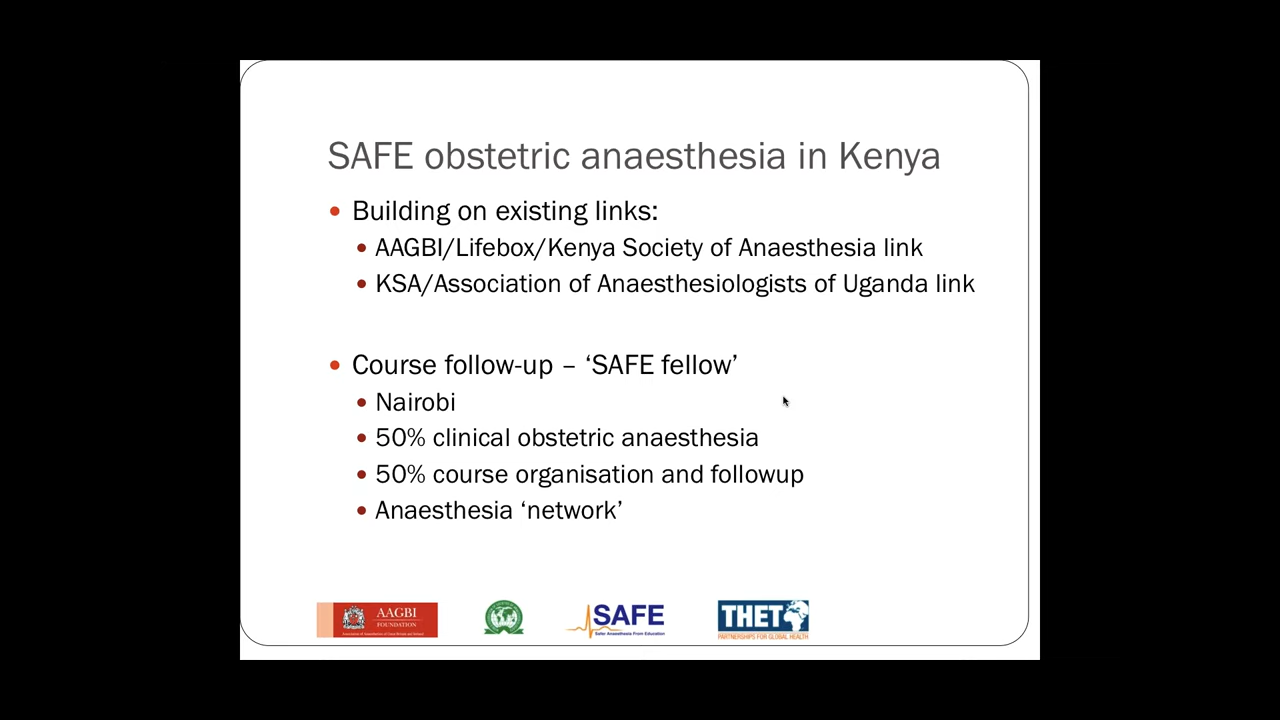 SAFE obstetric anaesthesia in Kenya
Building on existing links:
AAGBI/Lifebox/Kenya Society of Anaesthesia link
KSA/Association of Anaesthesiologists of Uganda link
Course follow-up – ‘SAFE fellow’
Nairobi
50% clinical obstetric anaesthesia
50% course organisation and followup
Anaesthesia ‘network’
AAGBI
FOUNDATION
SAFE
Safer Anaesthesia From Education
THET
PARTNERSHIPS FOR GLOBAL HEALTH